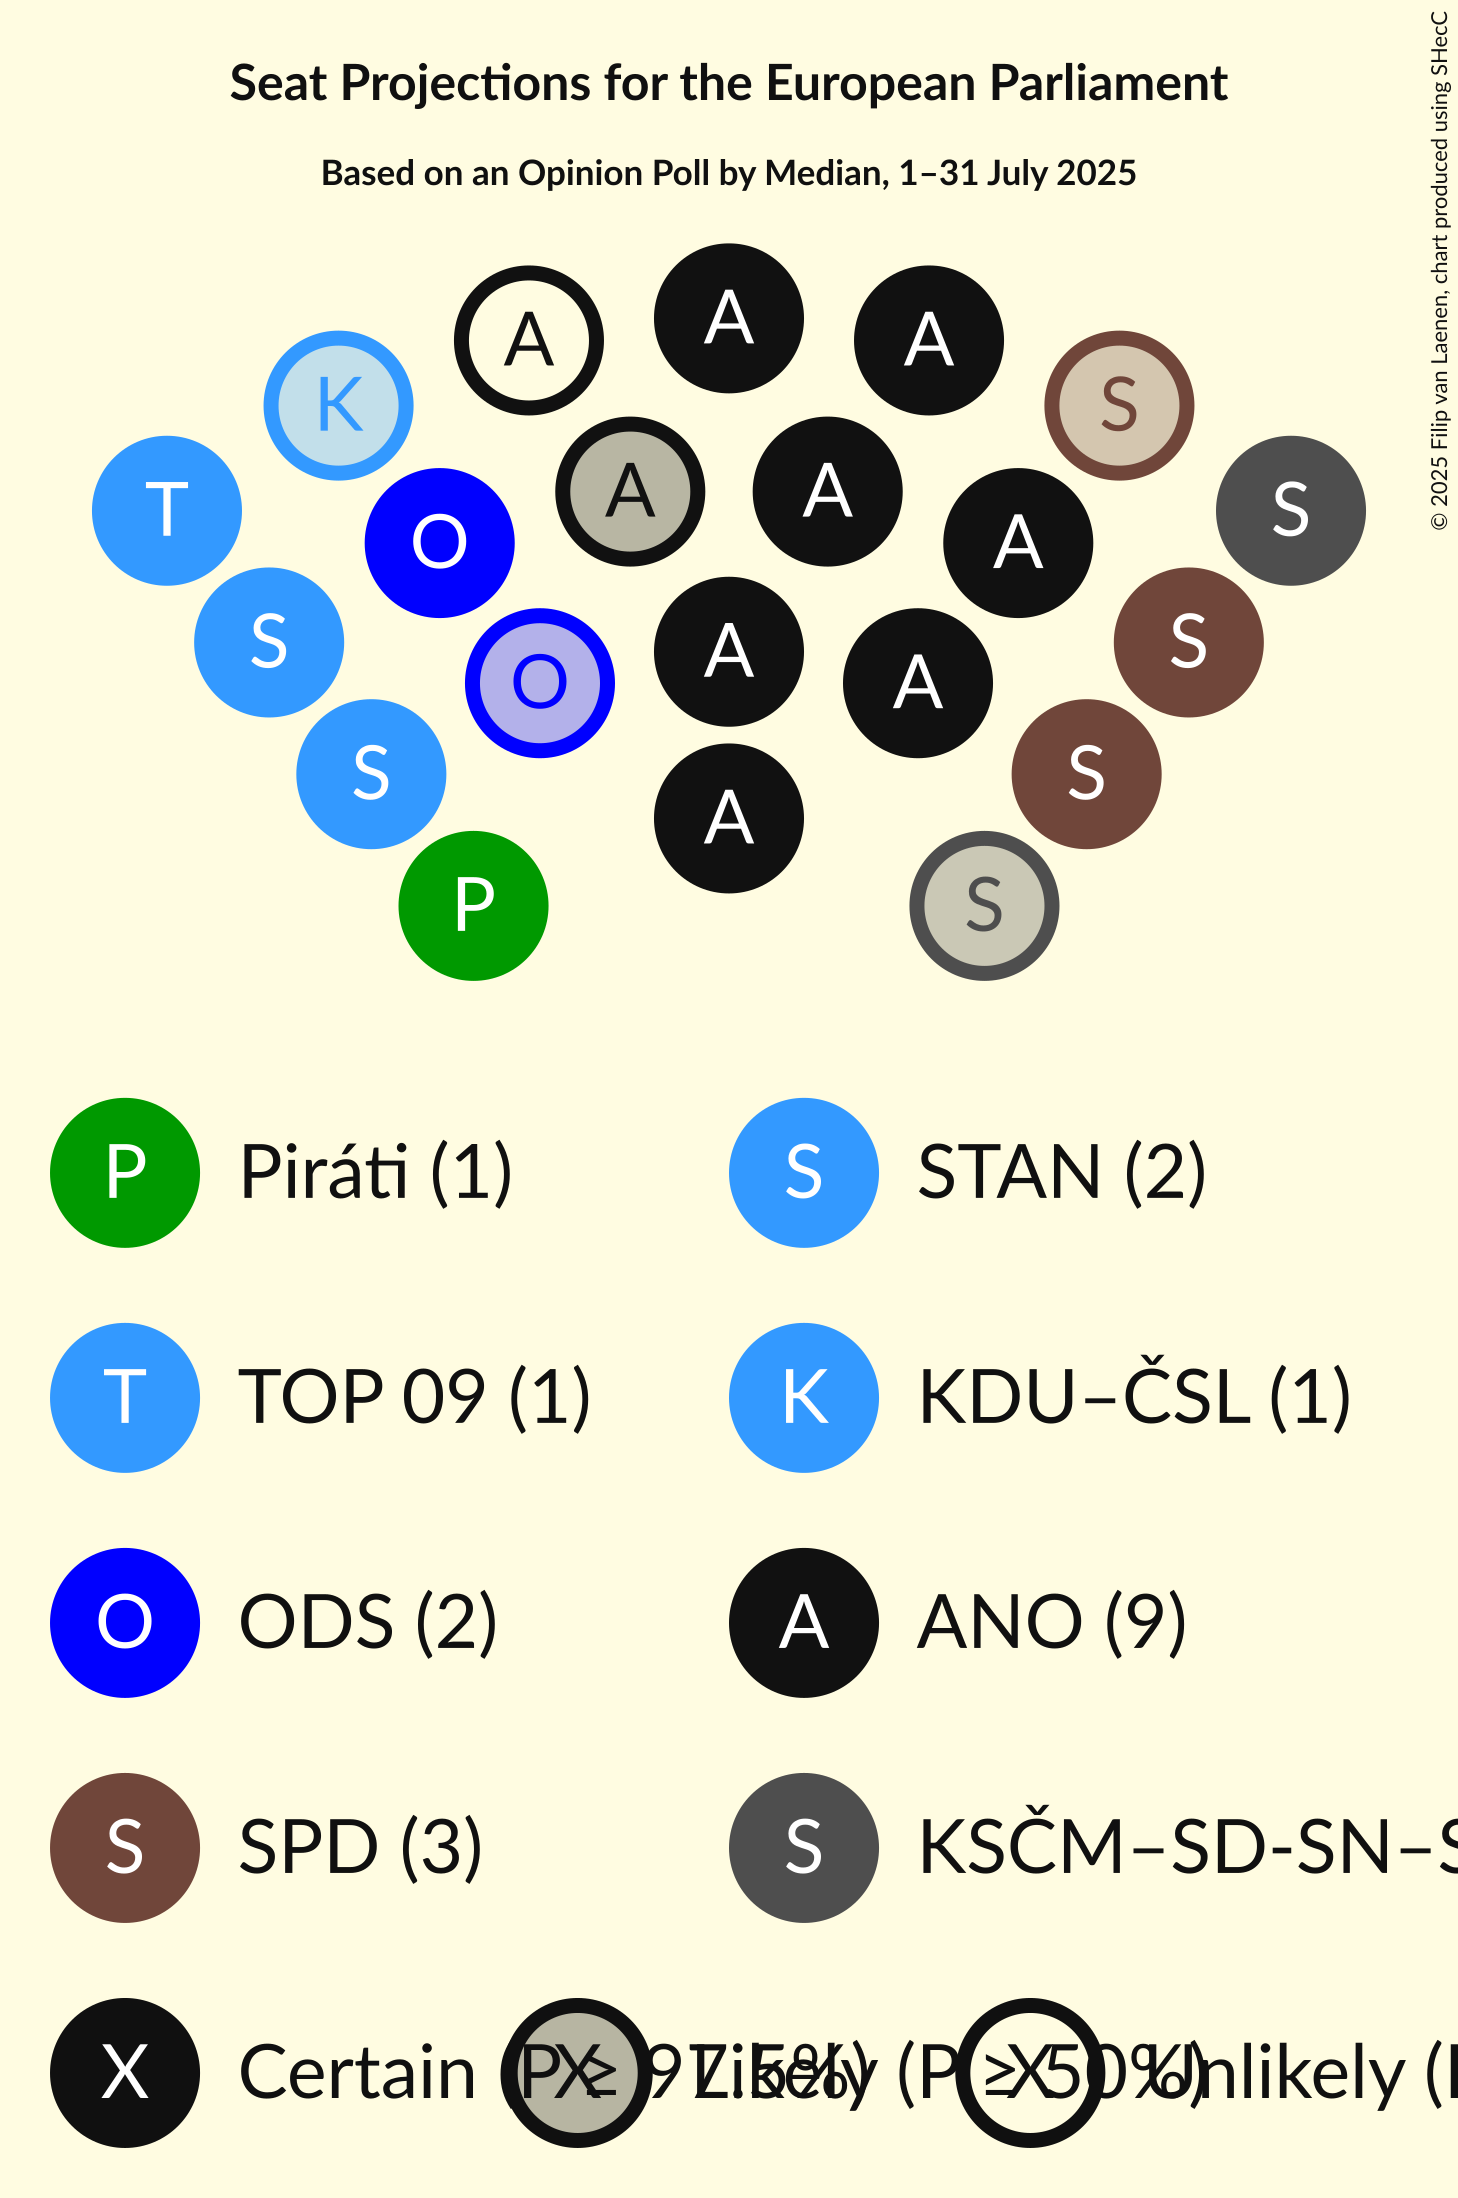 Seat Projections for the European Parliament
Based on an Opinion Poll by Median, 1–31 July 2025
© 2025 Filip van Laenen, chart produced using SHecC
A
A A
K S
T A A S
O A
S S
O A A
S S
A
P S
P Piráti (1) S STAN (2)
T TOP 09 (1) K KDU–ČSL (1)
O ODS (2) A ANO (9)
S SPD (3) S KSČM–SD-SN–S
X Certain (P ≥ 97.5%) X Likely (P ≥ 50%) X Unlikely (